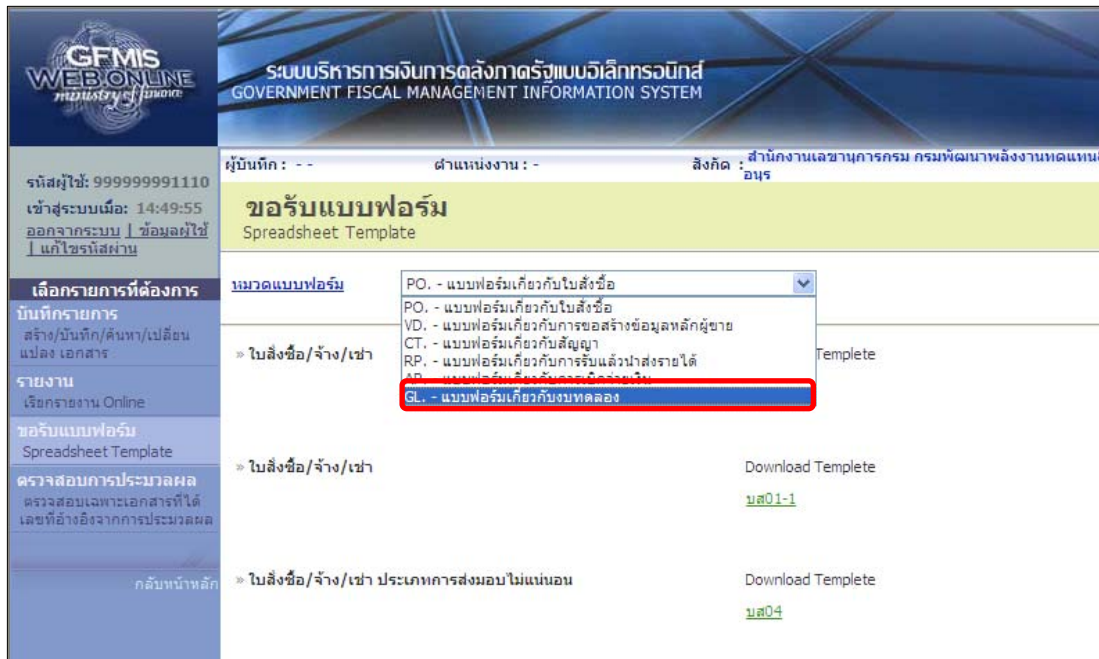 GFMIS
WEB ONLINE
ministry of finance
ระบบบริหารการเงินการคลังภาครัฐแบบอิเล็กทรอนิกส์
GOVERNMENT FISCAL MANAGEMENT INFORMATION SYSTEM
ผู้บันทึก : - - ตำแหน่งงาน : - สังกัด : สำนักงานเลขานุการกรม กรมพัฒนาพลังงานทดแทน
อนุร
รหัสผู้ใช้: 999999991110
เข้าสู่ระบบเมื่อ: 14:49:55
ออกจากระบบ | ข้อมูลผู้ใช้
| แก้ไขรหัสผ่าน
ขอรับแบบฟอร์ม
Spreadsheet Template
เลือกรายการที่ต้องการ
บันทึกรายการ
สร้าง/บันทึก/ค้นหา/เปลี่ยน
แปลง เอกสาร
รายงาน
เรียกรายงาน Online
ขอรับแบบฟอร์ม
Spreadsheet Template
ตรวจสอบการประมวลผล
ตรวจสอบเฉพาะเอกสารที่ได้
เลขที่อ้างอิงจากการประมวลผล
กลับหน้าหลัก
หมวดแบบฟอร์ม PO. - แบบฟอร์มเกี่ยวกับใบสั่งซื้อ
PO. - แบบฟอร์มเกี่ยวกับใบสั่งซื้อ
VD. - แบบฟอร์มเกี่ยวกับการขอสร้างข้อมูลหลักผู้ขาย
CT. - แบบฟอร์มเกี่ยวกับสัญญา
RP. - แบบฟอร์มเกี่ยวกับการรับแล้วนำส่งรายได้
AP. - แบบฟอร์มเกี่ยวกับการเบิกจ่ายเงิน
GL. - แบบฟอร์มเกี่ยวกับงบทดลอง
» ใบสั่งซื้อ/จ้าง/เช่า Templete
» ใบสั่งซื้อ/จ้าง/เช่า Download Templete
บส01-1
» ใบสั่งซื้อ/จ้าง/เช่า ประเภทการส่งมอบไม่แน่นอน Download Templete
บส04